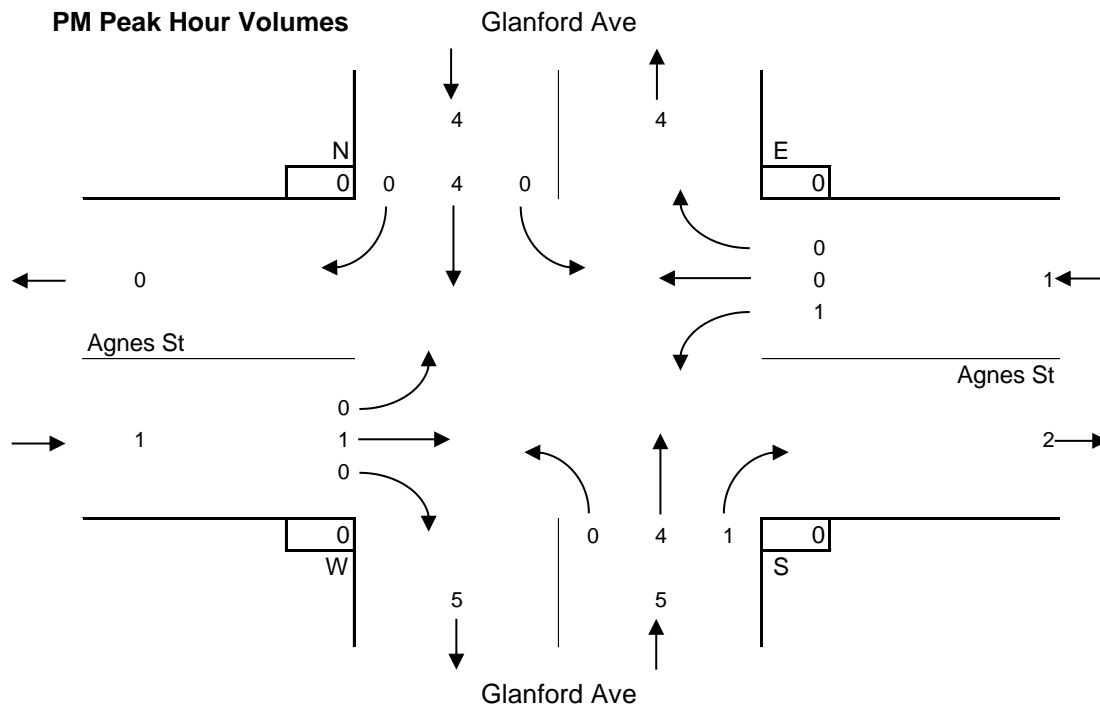 PM Peak Hour Volumes Glanford Ave
4 4
N E
0 0 4 0 0
0
0 0 1
1
Agnes St
Agnes St
0
1 1 2
0
0 0 4 1 0
W S
5 5
Glanford Ave